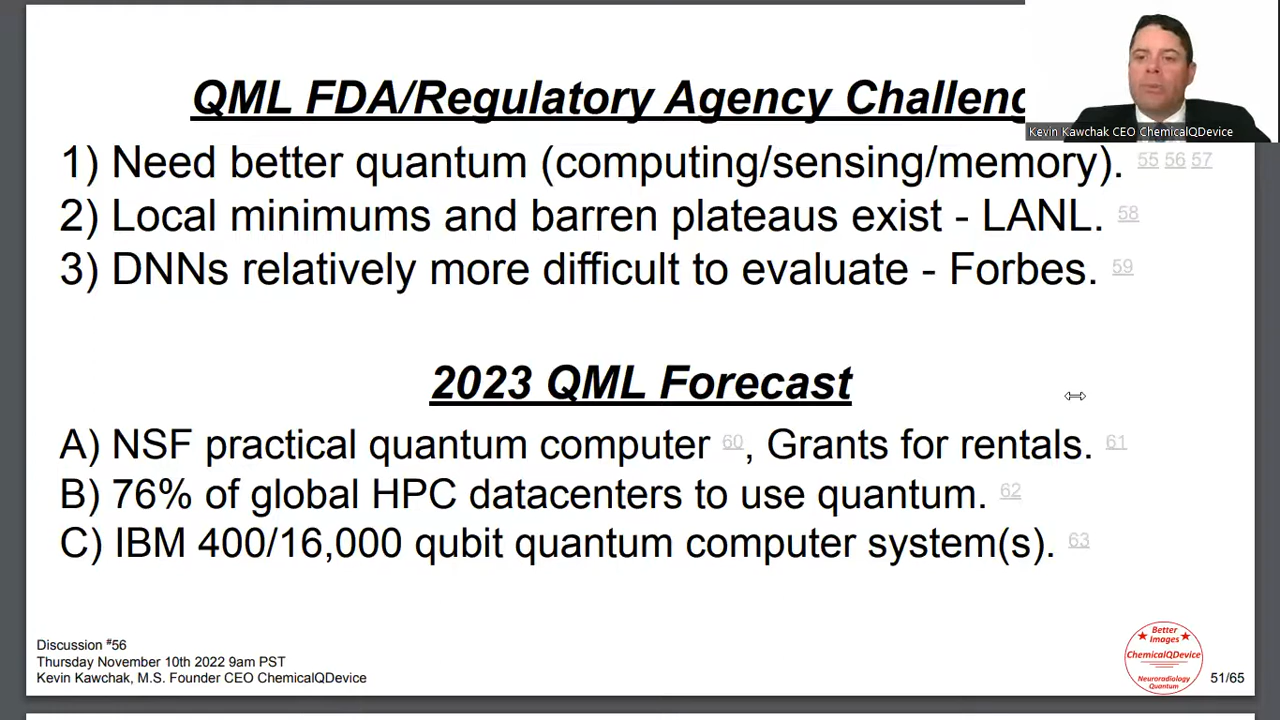 QML FDA/Regulatory Agency Challeng
Kevin Kawchak CEO ChemicalQDevice
1) Need better quantum (computing/sensing/memory). 55 56 57
2) Local minimums and barren plateaus exist - LANL. 58
3) DNNs relatively more difficult to evaluate - Forbes. 59
2023 QML Forecast
A) NSF practical quantum computer 60, Grants for rentals. 61
B) 76% of global HPC datacenters to use quantum. 62
C) IBM 400/16,000 qubit quantum computer system(s). 63
Discussion #56
Thursday November 10th 2022 9am PST
Kevin Kawchak, M.S. Founder CEO ChemicalQDevice
Better
Images
ChemicalQDevice
Neuroradiology
Quantum
51/65